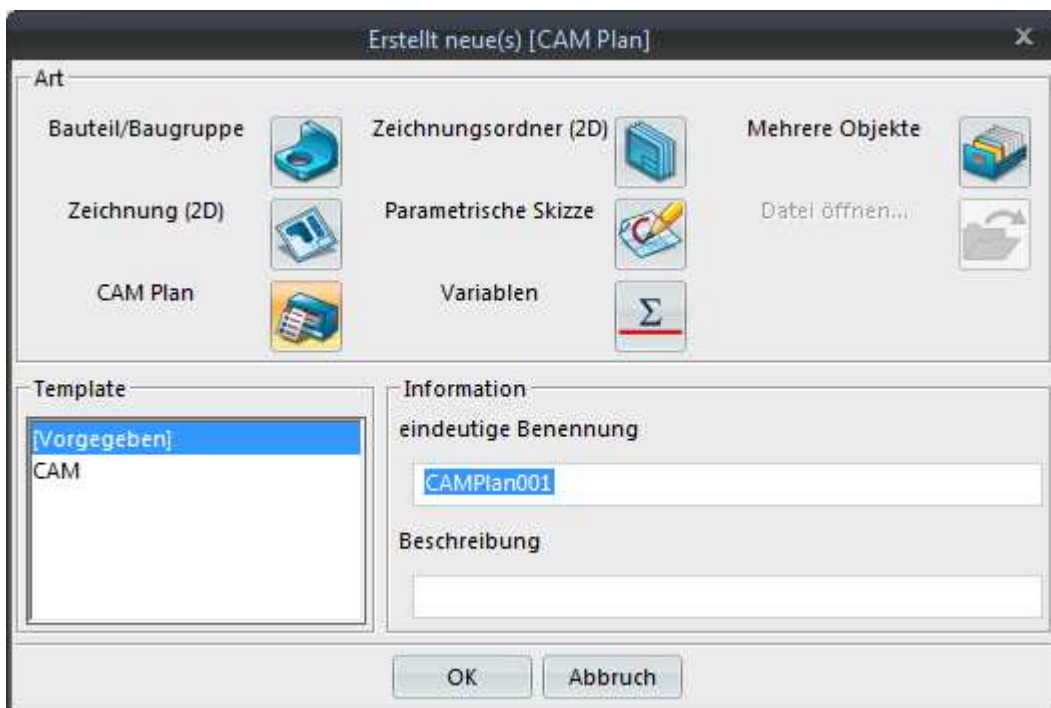 Erstellt neue(s) [CAM Plan]
Art
Bauteil/Baugruppe
Zeichnungsordner (2D)
Mehrere Objekte
Zeichnung (2D)
Parametrische Skizze
Datei öffnen...
CAM Plan
Variablen
Σ
Template
[Vorgegeben]
CAM
Information
eindeutige Benennung
CAMPlan001
Beschreibung
OK
Abbruch